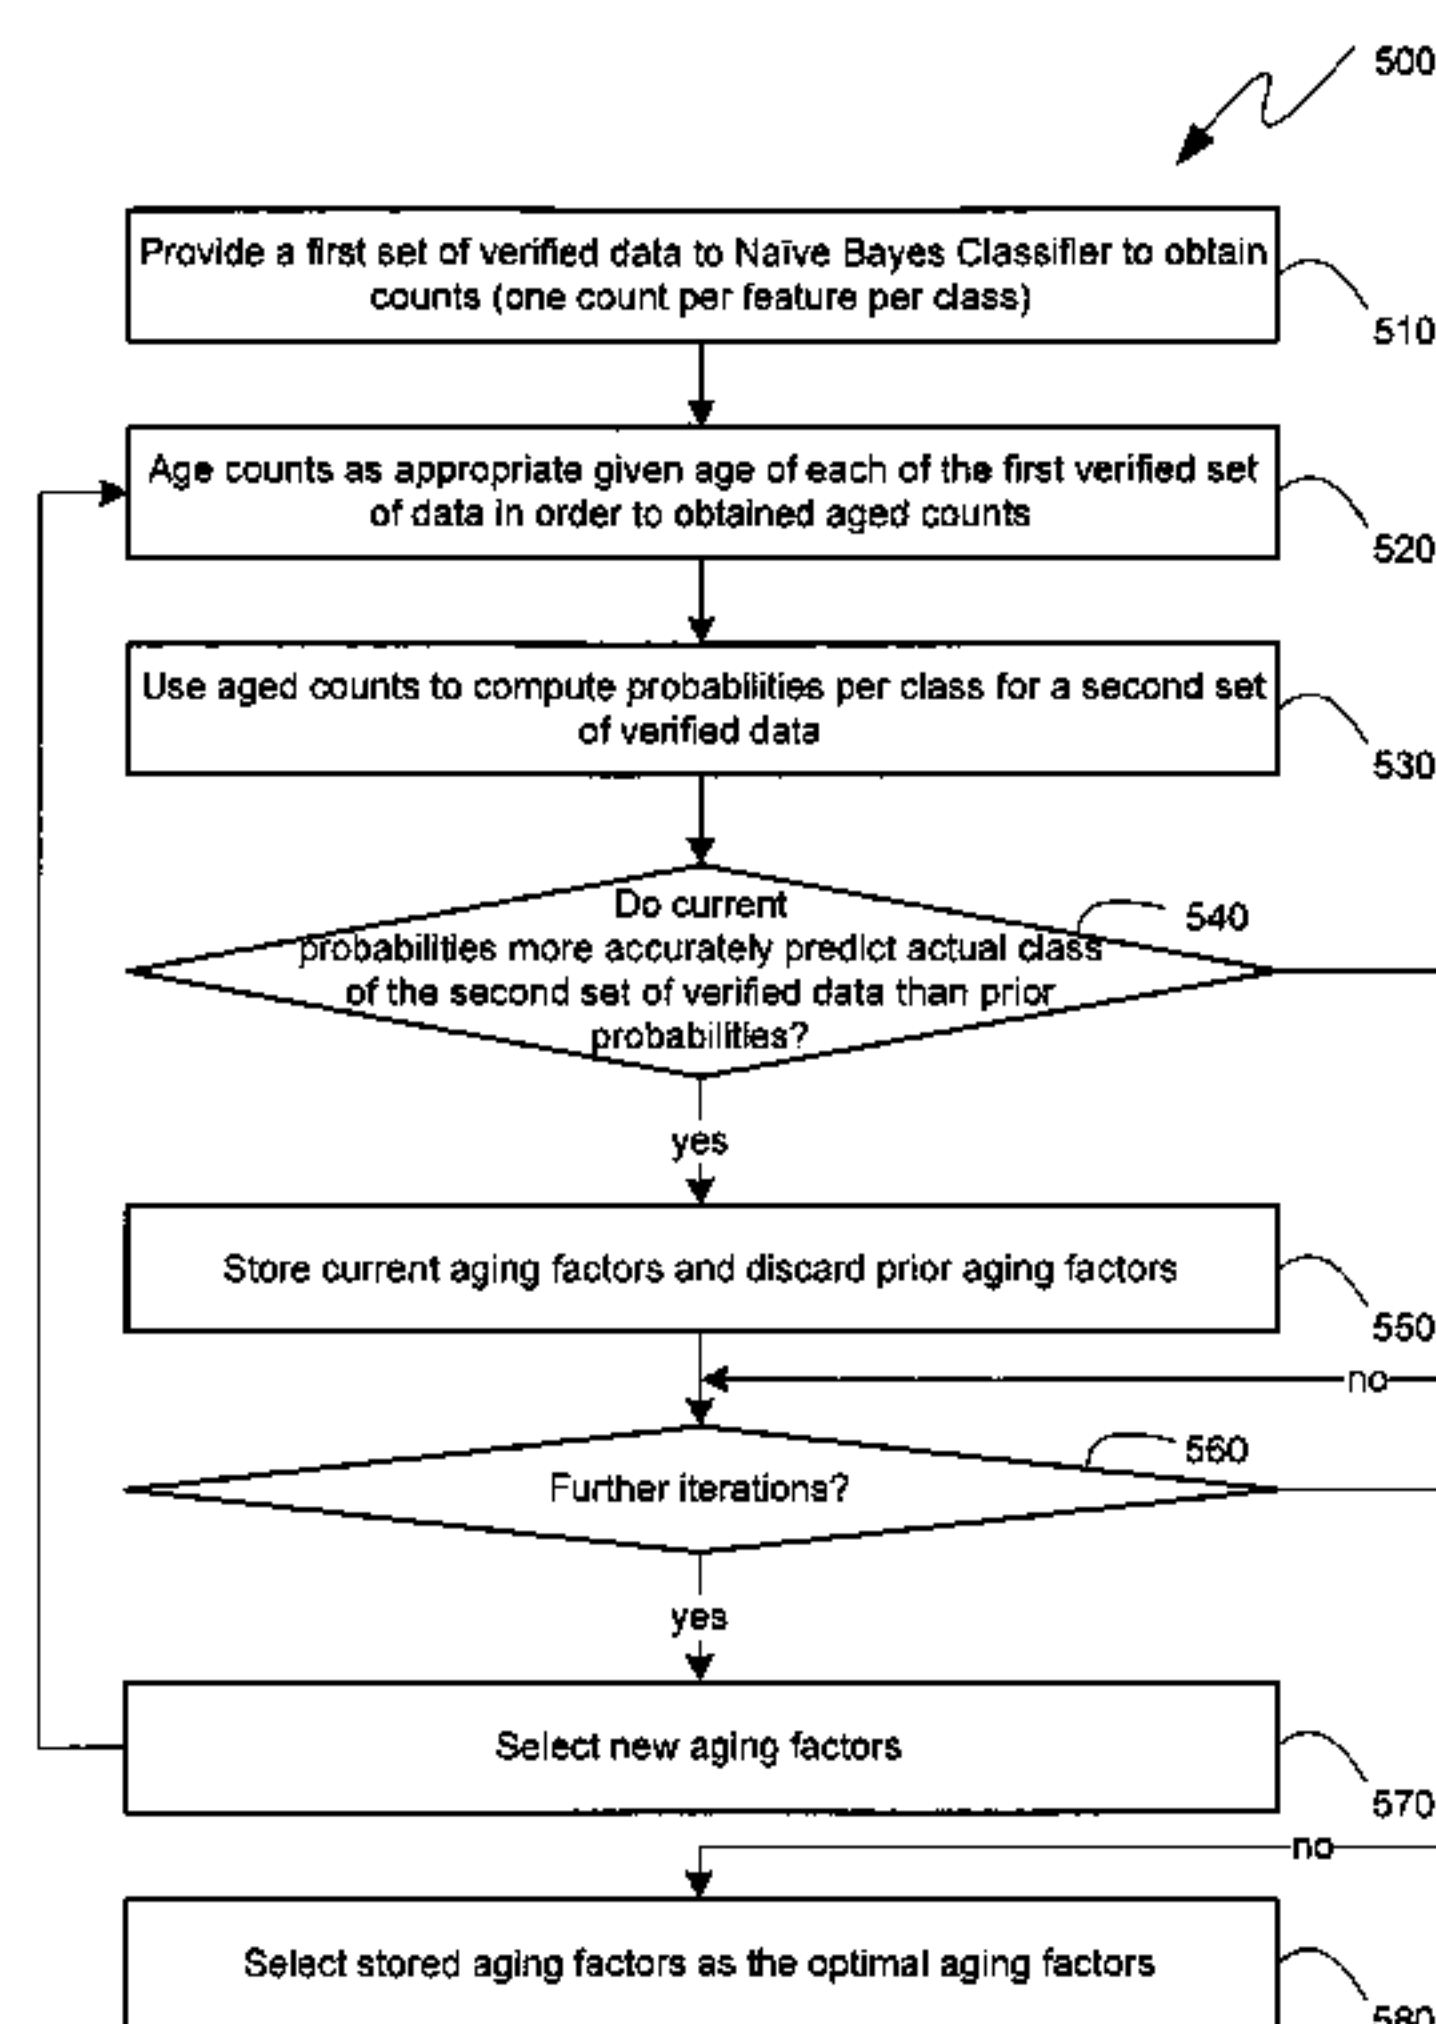 500
Provide a first set of verified data to Naïve Bayes Classifier to obtain
counts (one count per feature per class)
510
Age counts as appropriate given age of each of the first verified set
of data in order to obtained aged counts
520
Use aged counts to compute probabilities per class for a second set
of verified data
530
Do current
probabilities more accurately predict actual class
of the second set of verified data than prior
probabilities?
540
yes
Store current aging factors and discard prior aging factors
550
no
Further iterations?
560
yes
Select new aging factors
570
no
Select stored aging factors as the optimal aging factors
580